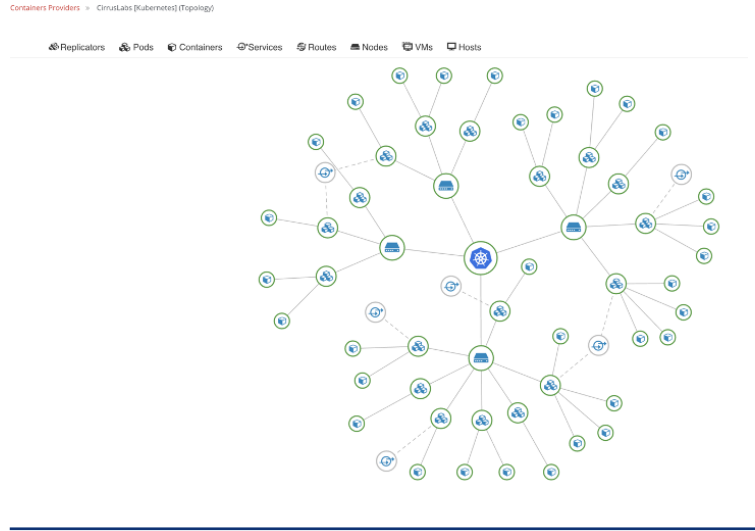 Containers Providers » CirrusLabs [Kubernetes] (Topology)
Replicators Pods Containers Services Routes Nodes VMs Hosts